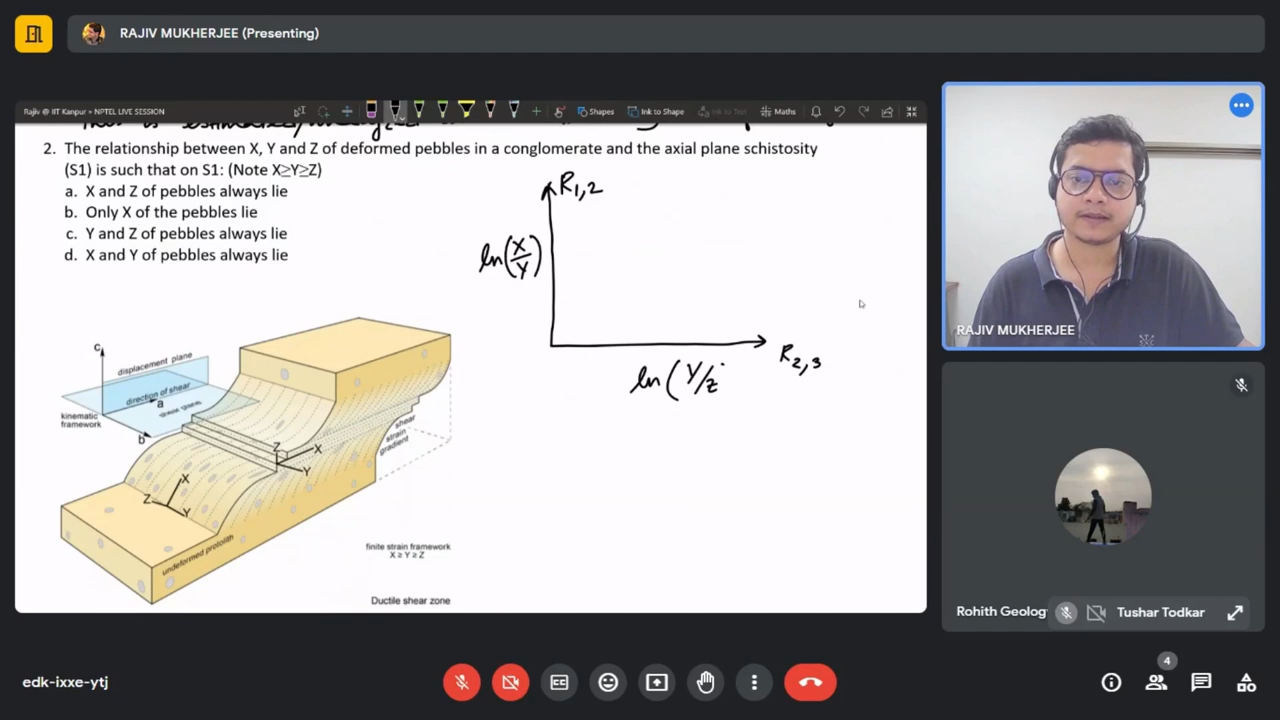 RAJIV MUKHERJEE (Presenting)
Rajiv @ IIT Kanpur • NPTEL LIVE SESSION
Shapes
Ink to Shape
Ink to Text
Maths
2. The relationship between X, Y and Z of deformed pebbles in a conglomerate and the axial plane schistosity
(S1) is such that on S1: (Note X≥Y≥Z)
a. X and Z of pebbles always lie
b. Only X of the pebbles lie
c. Y and Z of pebbles always lie
d. X and Y of pebbles always lie
R1,2
ln(X/Y)
R2,3
ln(Y/Z
c
displacement plane
direction of shear
a
kinematic
framework
b
shear
strain
gradient
Z
X
Y
X
Z
Y
undeformed protolith
finite strain framework
X ≥ Y ≥ Z
Ductile shear zone
RAJIV MUKHERJEE
Rohith Geolog
Tushar Todkar
edk-ixxe-ytj
4